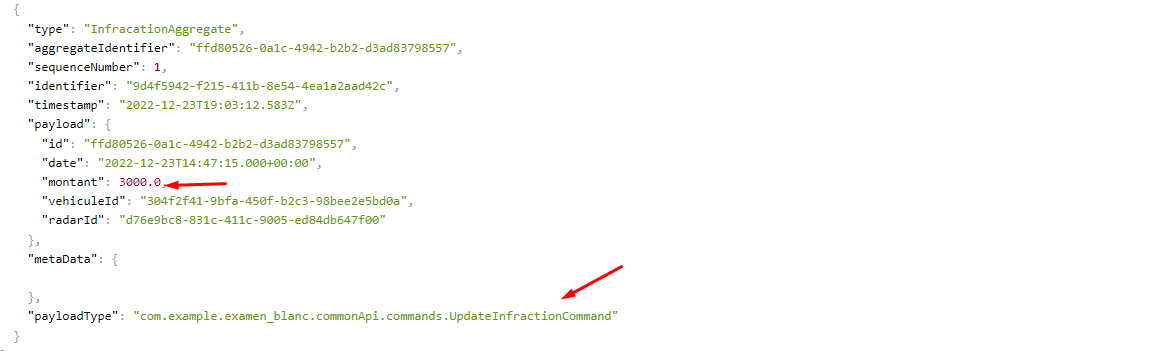 {
"type": "InfracationAggregate",
"aggregateIdentifier": "ffd80526-0a1c-4942-b2b2-d3ad83798557",
"sequenceNumber": 1,
"identifier": "9d4f5942-f215-411b-8e54-4ea1a2aad42c",
"timestamp": "2022-12-23T19:03:12.583Z",
"payload": {
"id": "ffd80526-0a1c-4942-b2b2-d3ad83798557",
"date": "2022-12-23T14:47:15.000+00:00",
"montant": 3000.0,
"vehiculeId": "304f2f41-9bfa-450f-b2c3-98bee2e5bd0a",
"radarId": "d76e9bc8-831c-411c-9005-ed84db647f00"
},
"metaData": {
},
"payloadType": "com.example.examen_blanc.commonApi.commands.UpdateInfractionCommand"
}